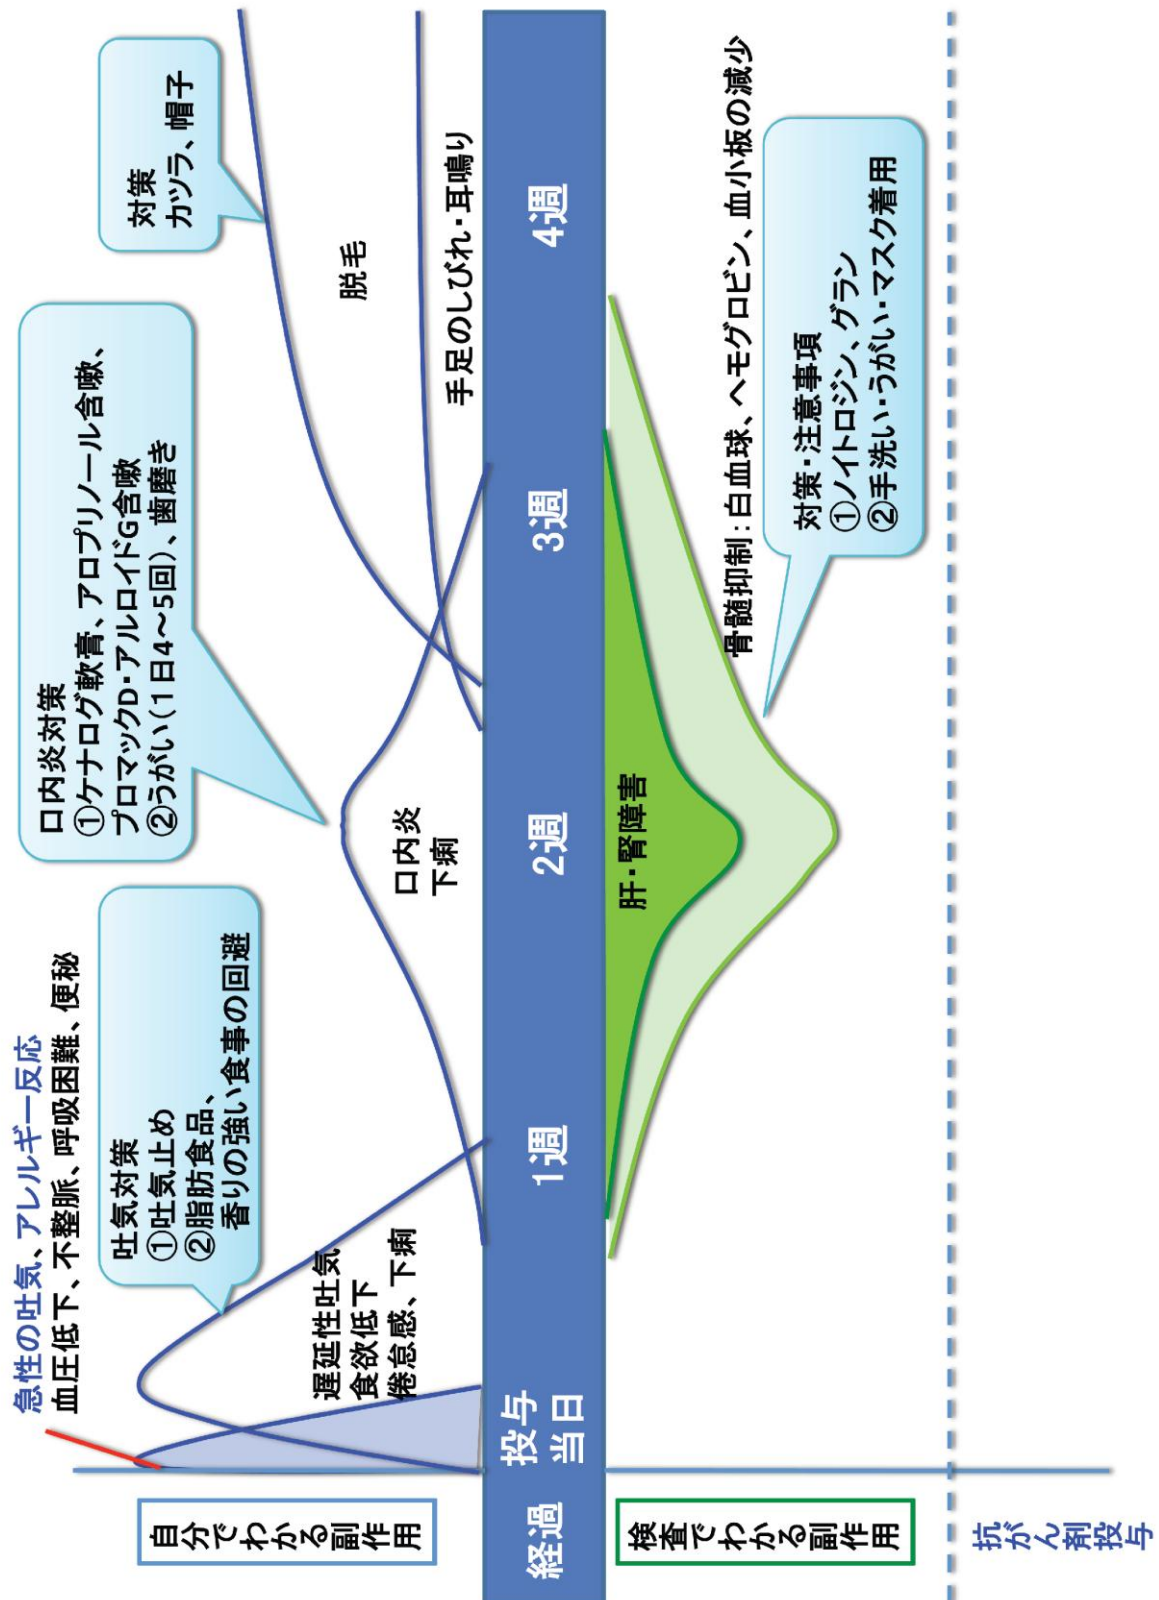 急性の吐気、アレルギー反応
血圧低下、不整脈、呼吸困難、便秘
吐気対策
①吐気止め
②脂肪食品、
香りの強い食事の回避
口内炎対策
①ケナログ軟膏、アロプリノール含嗽、
プロマックD・アルロイドG含嗽
②うがい（1日4～5回）、歯磨き
対策
カツラ、帽子
自分でわかる副作用
遅延性吐気
食欲低下
倦怠感、下痢
口内炎
下痢
脱毛
手足のしびれ・耳鳴り
経過
投与
当日
1週
2週
3週
4週
検査でわかる副作用
肝・腎障害
骨髄抑制：白血球、ヘモグロビン、血小板の減少
対策・注意事項
①ノイトロジン、グラン
②手洗い・うがい・マスク着用
抗がん剤投与